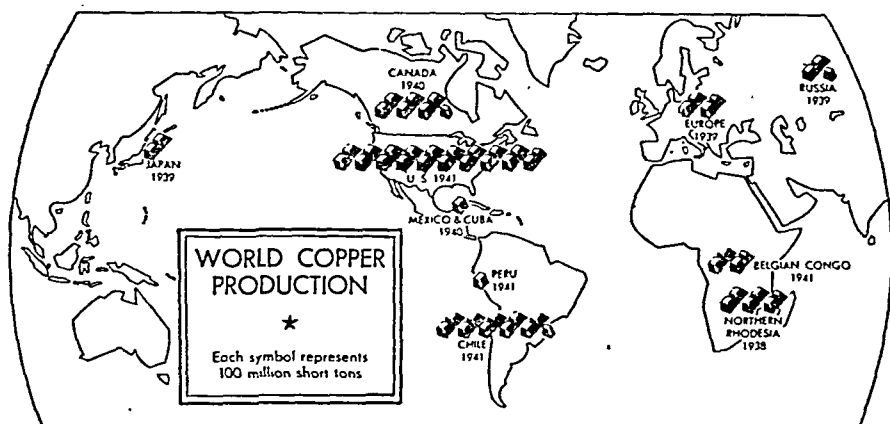 CANADA
1940
RUSSIA
1939
EUROPE
1939
JAPAN
1939
U.S. 1941
MEXICO & CUBA
1940
WORLD COPPER
PRODUCTION
Each symbol represents
100 million short tons
PERU
1941
BELGIAN CONGO
1941
NORTHERN
RHODESIA
1938
CHILE
1941